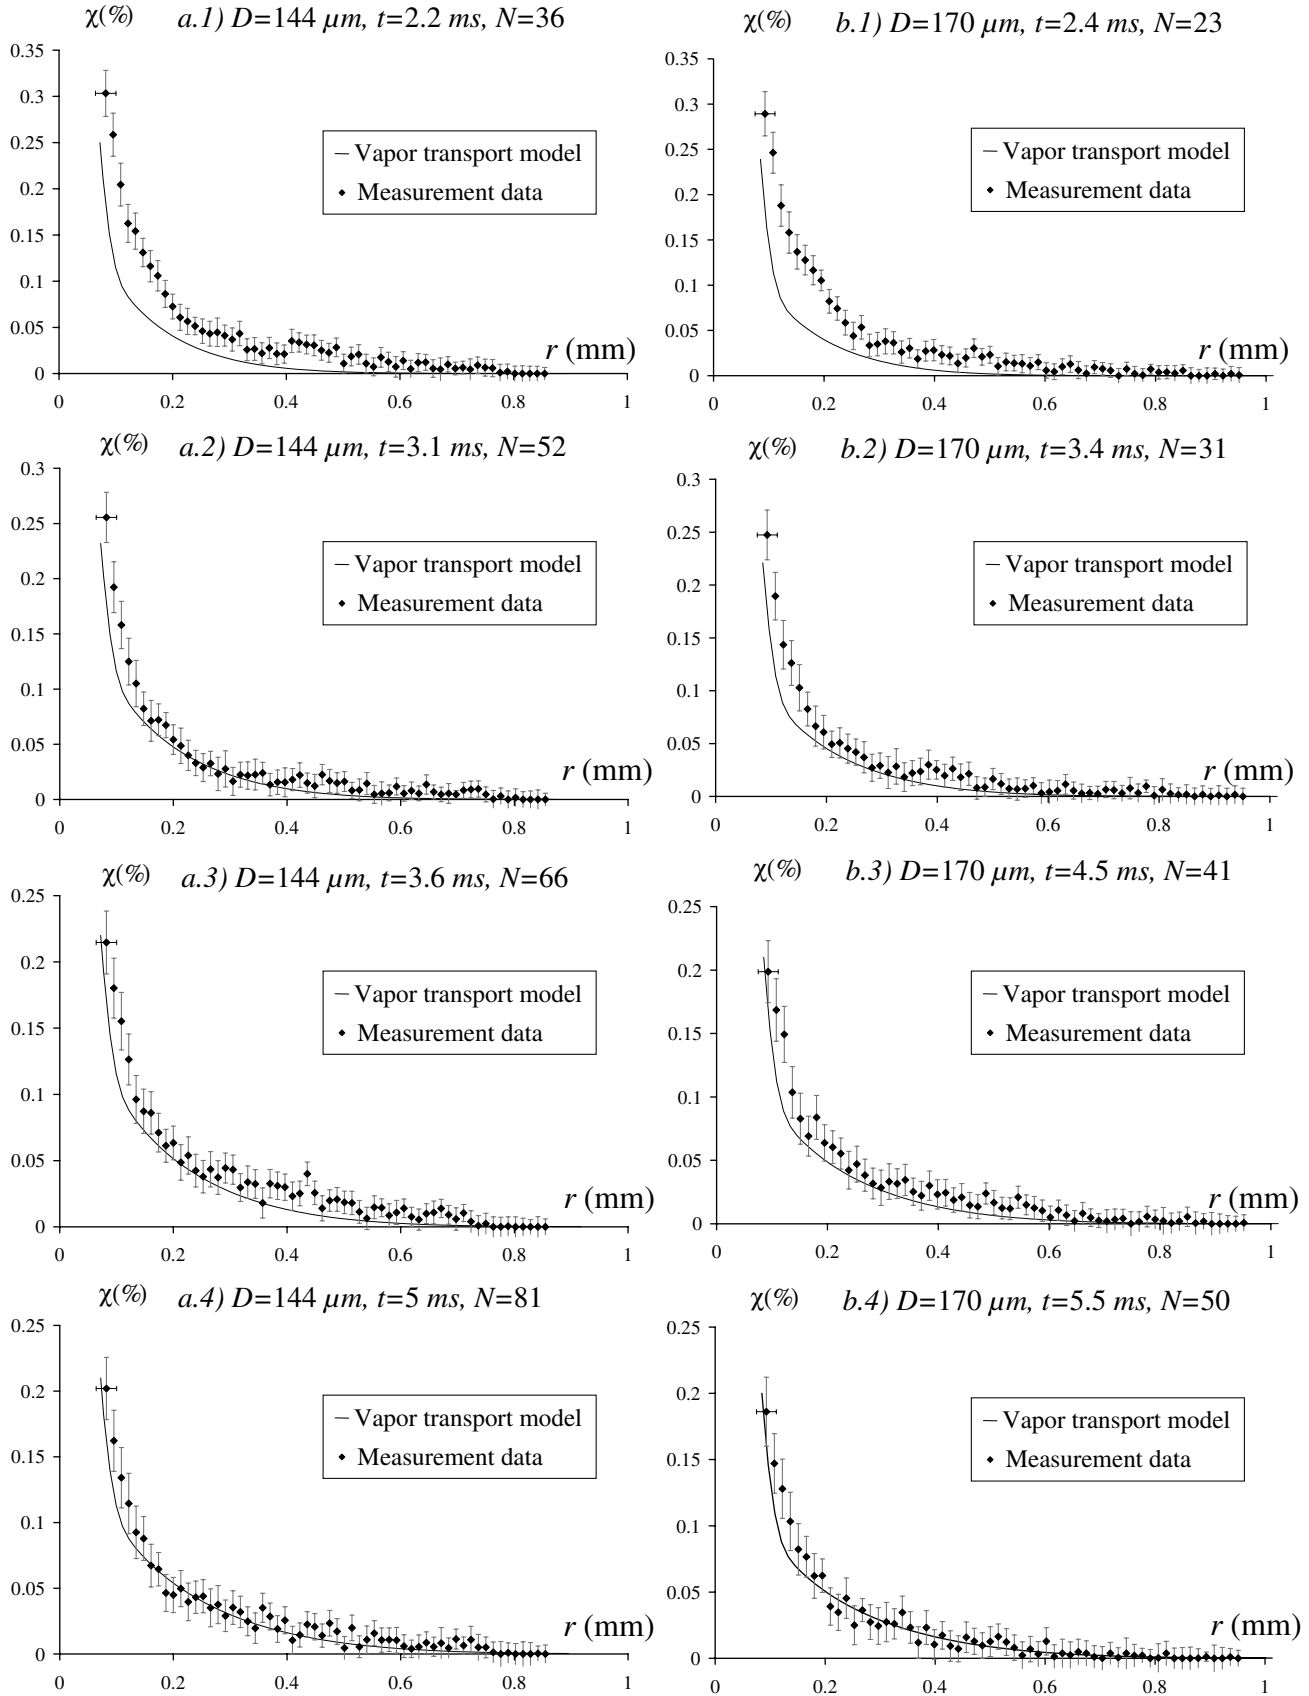 χ(%) a.1) D=144 µm, t=2.2 ms, N=36
0.35
0.3
0.25
0.2
0.15
0.1
0.05
0
— Vapor transport model
◆ Measurement data
r (mm)
0 0.2 0.4 0.6 0.8 1
χ(%) b.1) D=170 µm, t=2.4 ms, N=23
0.35
0.3
0.25
0.2
0.15
0.1
0.05
0
— Vapor transport model
◆ Measurement data
r (mm)
0 0.2 0.4 0.6 0.8 1
χ(%) a.2) D=144 µm, t=3.1 ms, N=52
0.3
0.25
0.2
0.15
0.1
0.05
0
— Vapor transport model
◆ Measurement data
r (mm)
0 0.2 0.4 0.6 0.8 1
χ(%) b.2) D=170 µm, t=3.4 ms, N=31
0.3
0.25
0.2
0.15
0.1
0.05
0
— Vapor transport model
◆ Measurement data
r (mm)
0 0.2 0.4 0.6 0.8 1
χ(%) a.3) D=144 µm, t=3.6 ms, N=66
0.25
0.2
0.15
0.1
0.05
0
— Vapor transport model
◆ Measurement data
r (mm)
0 0.2 0.4 0.6 0.8 1
χ(%) b.3) D=170 µm, t=4.5 ms, N=41
0.25
0.2
0.15
0.1
0.05
0
— Vapor transport model
◆ Measurement data
r (mm)
0 0.2 0.4 0.6 0.8 1
χ(%) a.4) D=144 µm, t=5 ms, N=81
0.25
0.2
0.15
0.1
0.05
0
— Vapor transport model
◆ Measurement data
r (mm)
0 0.2 0.4 0.6 0.8 1
χ(%) b.4) D=170 µm, t=5.5 ms, N=50
0.25
0.2
0.15
0.1
0.05
0
— Vapor transport model
◆ Measurement data
r (mm)
0 0.2 0.4 0.6 0.8 1